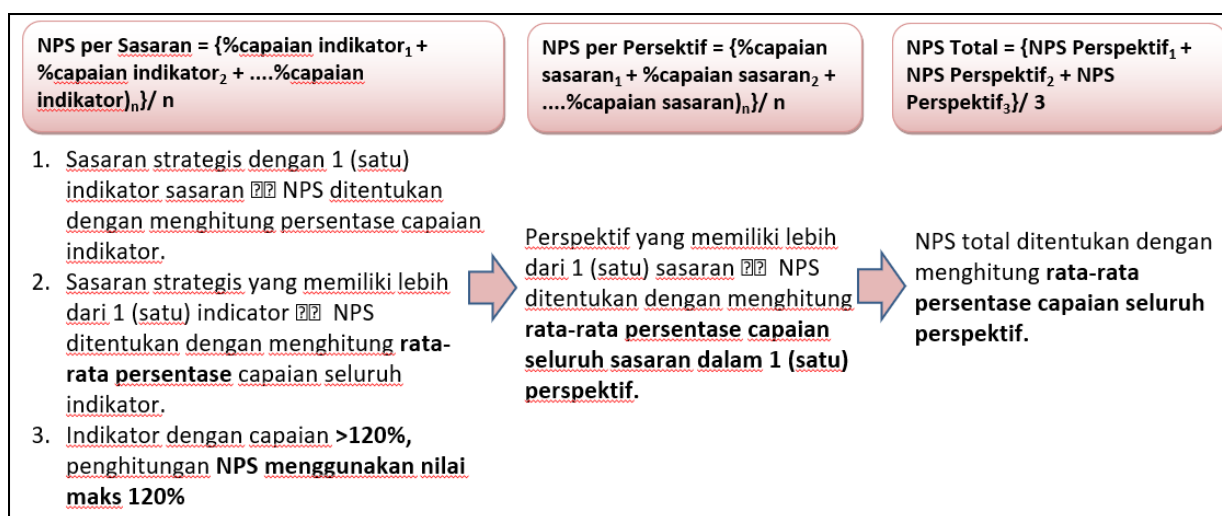 NPS per Sasaran = {%capaian indikator₁ +
%capaian indikator₂ + ....%capaian
indikator)ₙ}/ n
NPS per Persektif = {%capaian
sasaran₁ + %capaian sasaran₂ +
....%capaian sasaran)ₙ}/ n
NPS Total = {NPS Perspektif₁ +
NPS Perspektif₂ + NPS
Perspektif₃}/ 3
1. Sasaran strategis dengan 1 (satu)
indikator sasaran ⍰⍰ NPS ditentukan
dengan menghitung persentase capaian
indikator.
2. Sasaran strategis yang memiliki lebih
dari 1 (satu) indicator ⍰⍰ NPS
ditentukan dengan menghitung rata-
rata persentase capaian seluruh
indikator.
3. Indikator dengan capaian >120%,
penghitungan NPS menggunakan nilai
maks 120%
Perspektif yang memiliki lebih
dari 1 (satu) sasaran ⍰⍰ NPS
ditentukan dengan menghitung
rata-rata persentase capaian
seluruh sasaran dalam 1 (satu)
perspektif.
NPS total ditentukan dengan
menghitung rata-rata
persentase capaian seluruh
perspektif.